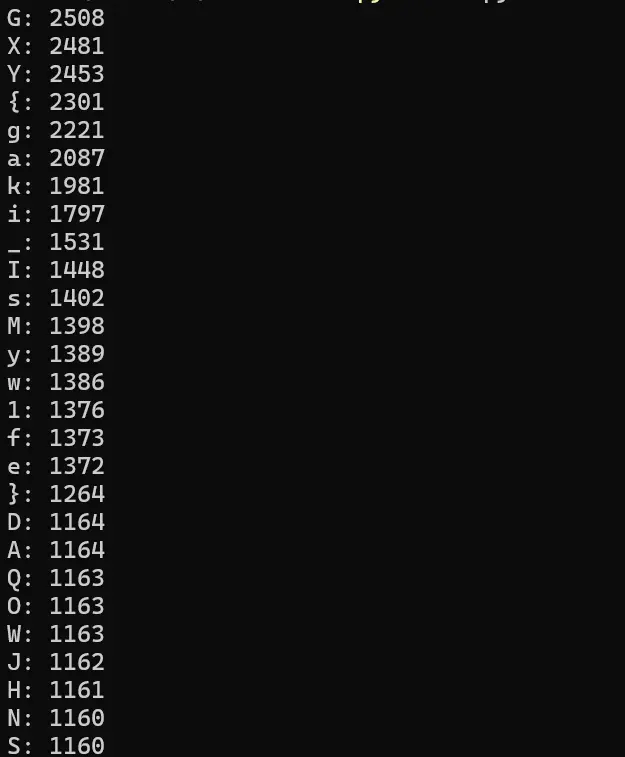 G: 2508
X: 2481
Y: 2453
{: 2301
g: 2221
a: 2087
k: 1981
i: 1797
_: 1531
I: 1448
s: 1402
M: 1398
y: 1389
w: 1386
1: 1376
f: 1373
e: 1372
}: 1264
D: 1164
A: 1164
Q: 1163
O: 1163
W: 1163
J: 1162
H: 1161
N: 1160
S: 1160